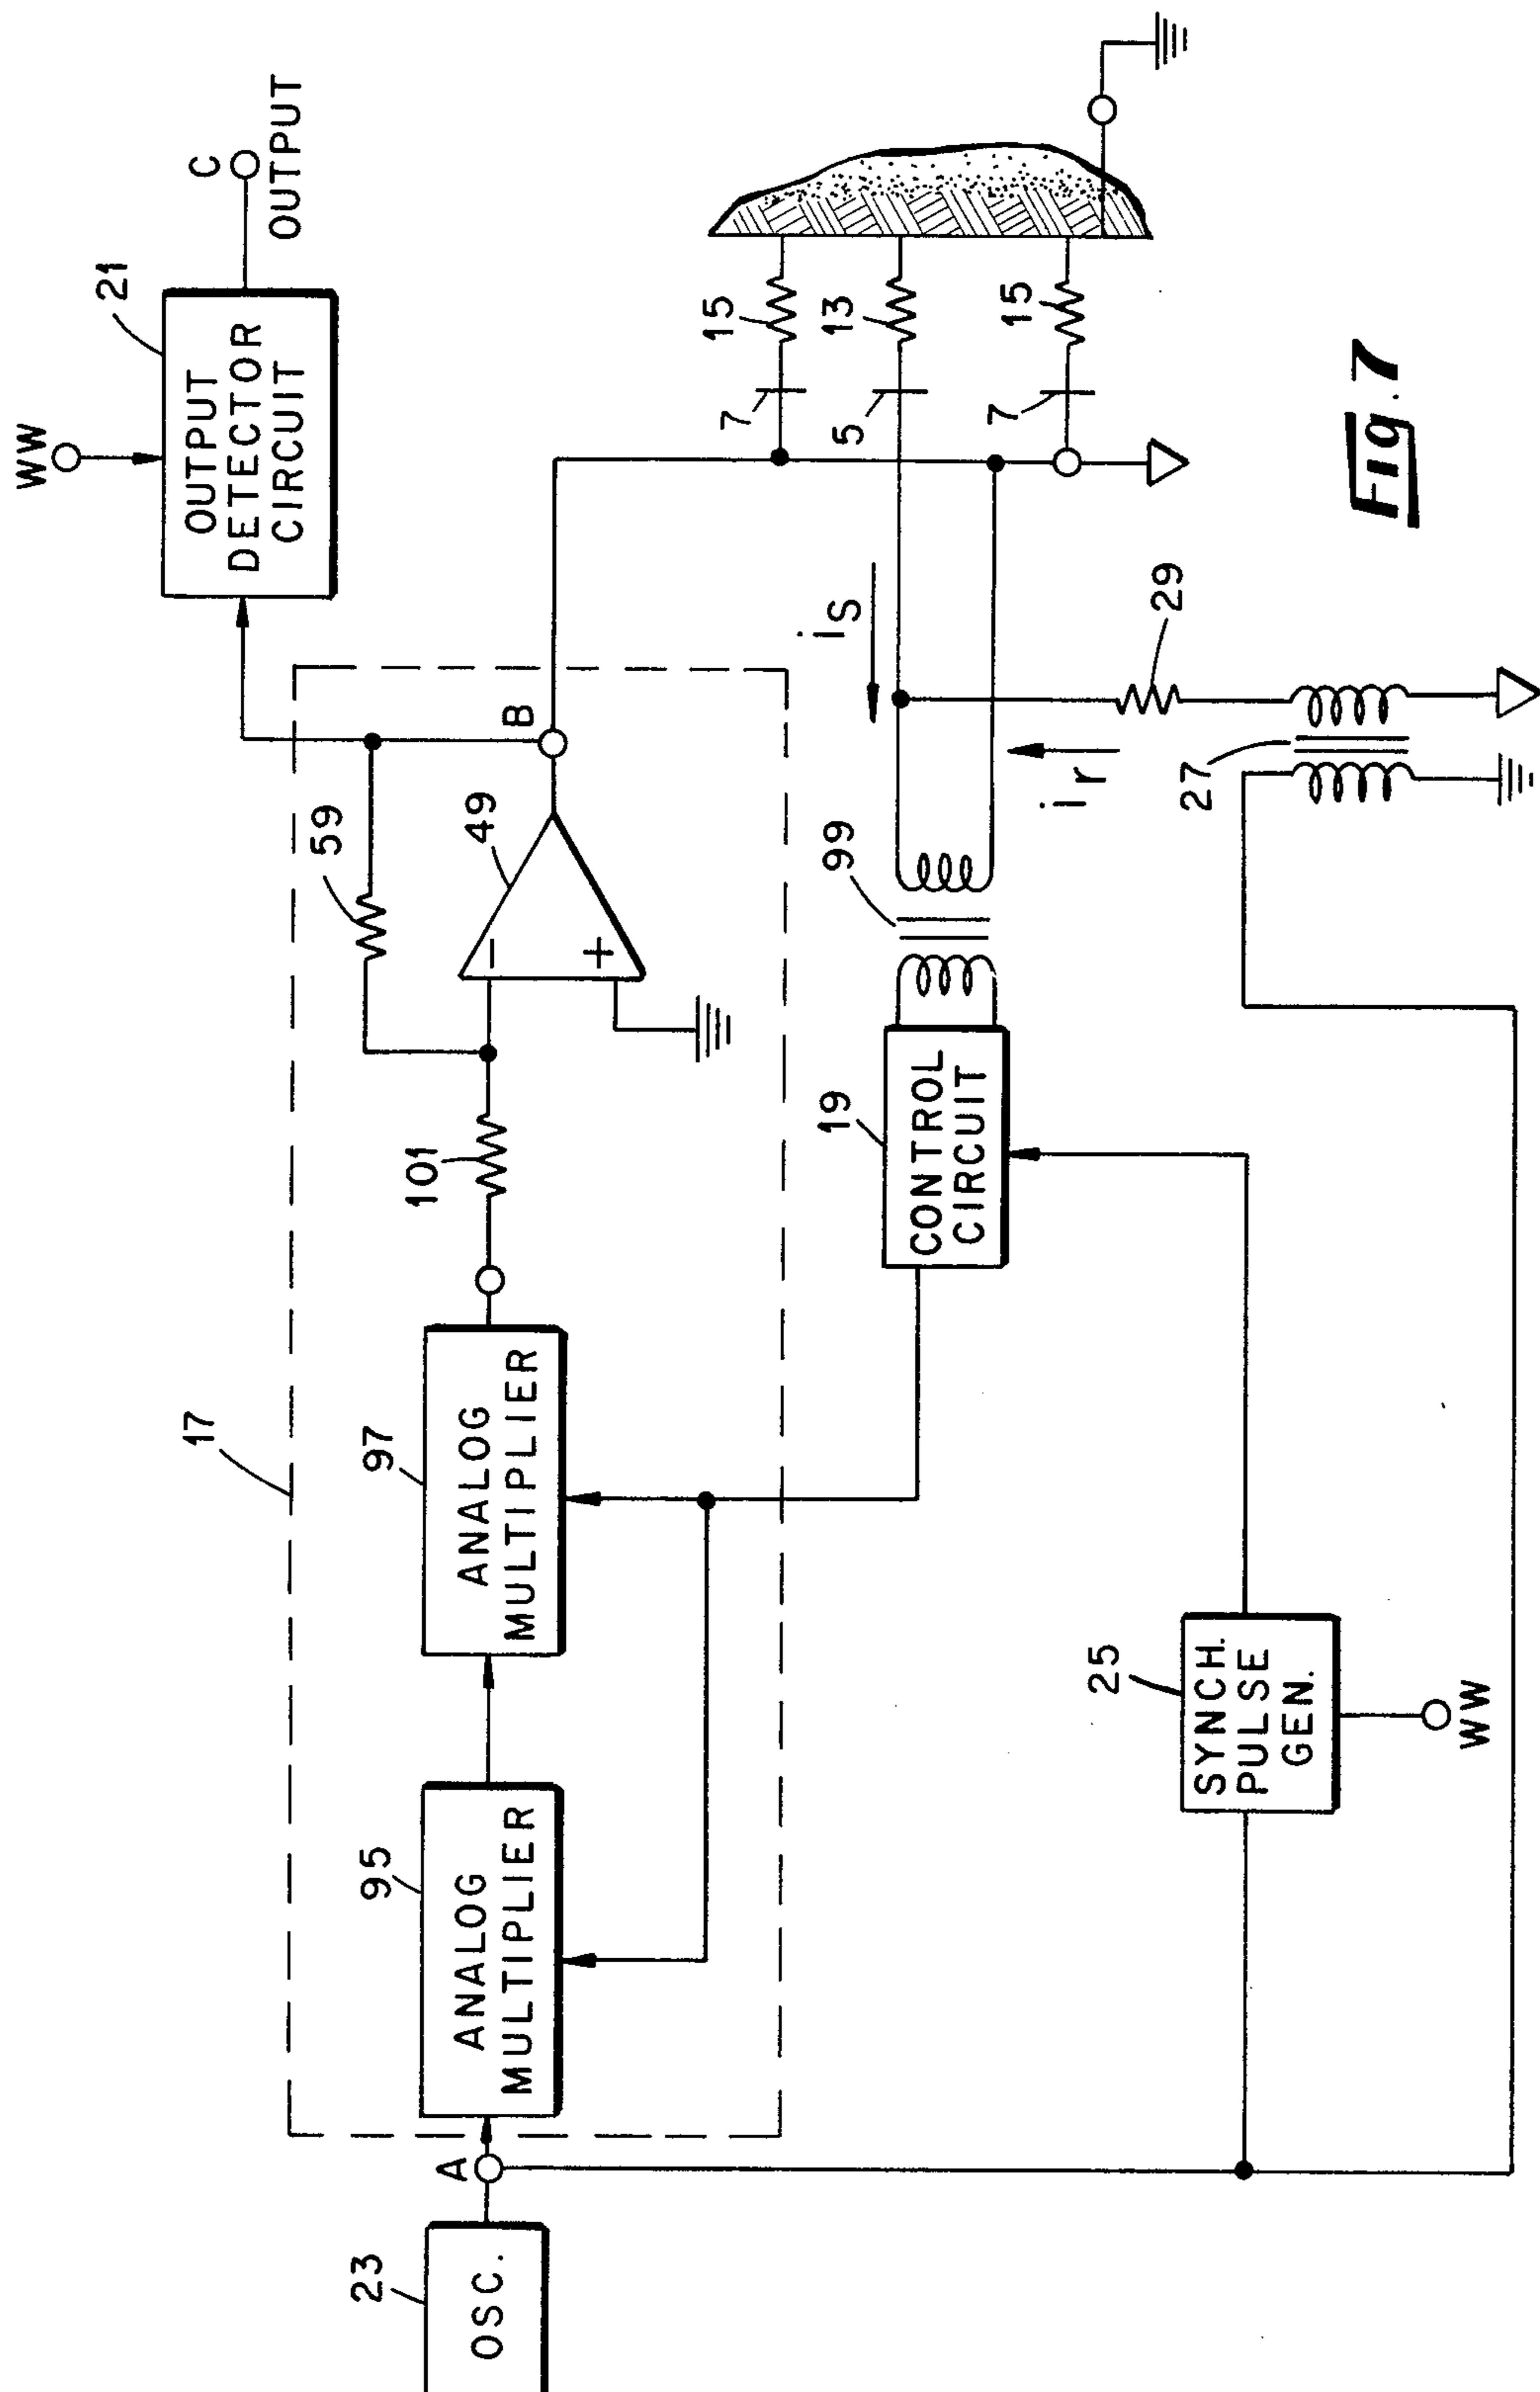 23
OSC.
A
17
95
ANALOG
MULTIPLIER
97
ANALOG
MULTIPLIER
101
59
49
−
+
B
21
OUTPUT
DETECTOR
CIRCUIT
WW
C
OUTPUT
19
CONTROL
CIRCUIT
99
iS
ir
7
15
5
13
7
15
25
SYNCH.
PULSE
GEN.
WW
27
29
Fig. 7